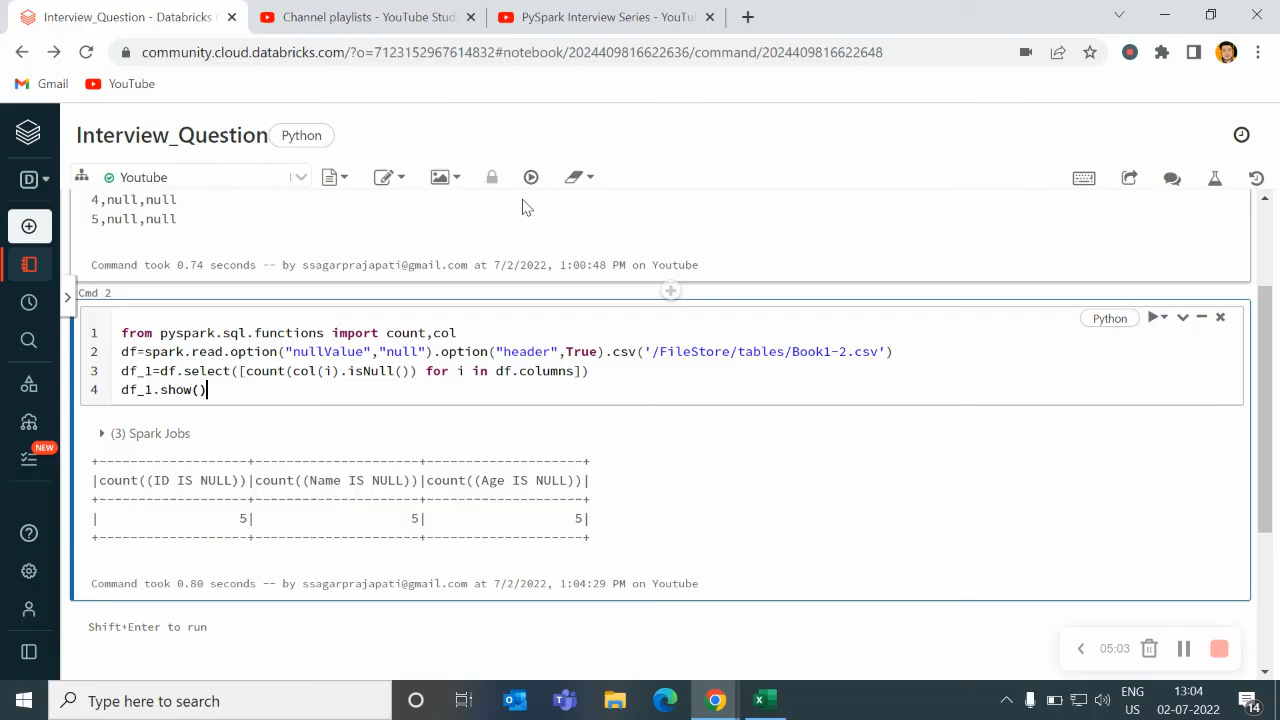 Interview_Question - Databricks
Channel playlists - YouTube Stud
PySpark Interview Series - YouTu
community.cloud.databricks.com/?o=7123152967614832#notebook/2024409816622636/command/2024409816622648
Gmail
YouTube
Interview_Question
Python
D
Youtube
4,null,null
5,null,null
Command took 0.74 seconds -- by ssagarprajapati@gmail.com at 7/2/2022, 1:00:48 PM on Youtube
Cmd 2
Python
1 from pyspark.sql.functions import count,col
2 df=spark.read.option("nullValue","null").option("header",True).csv('/FileStore/tables/Book1-2.csv')
3 df_1=df.select([count(col(i).isNull()) for i in df.columns])
4 df_1.show()
NEW
(3) Spark Jobs
+-------------------+---------------------+--------------------+
|count((ID IS NULL))|count((Name IS NULL))|count((Age IS NULL))|
+-------------------+---------------------+--------------------+
|                  5|                    5|                   5|
+-------------------+---------------------+--------------------+
Command took 0.80 seconds -- by ssagarprajapati@gmail.com at 7/2/2022, 1:04:29 PM on Youtube
Shift+Enter to run
05:03
Type here to search
ENG
US
13:04
02-07-2022
14